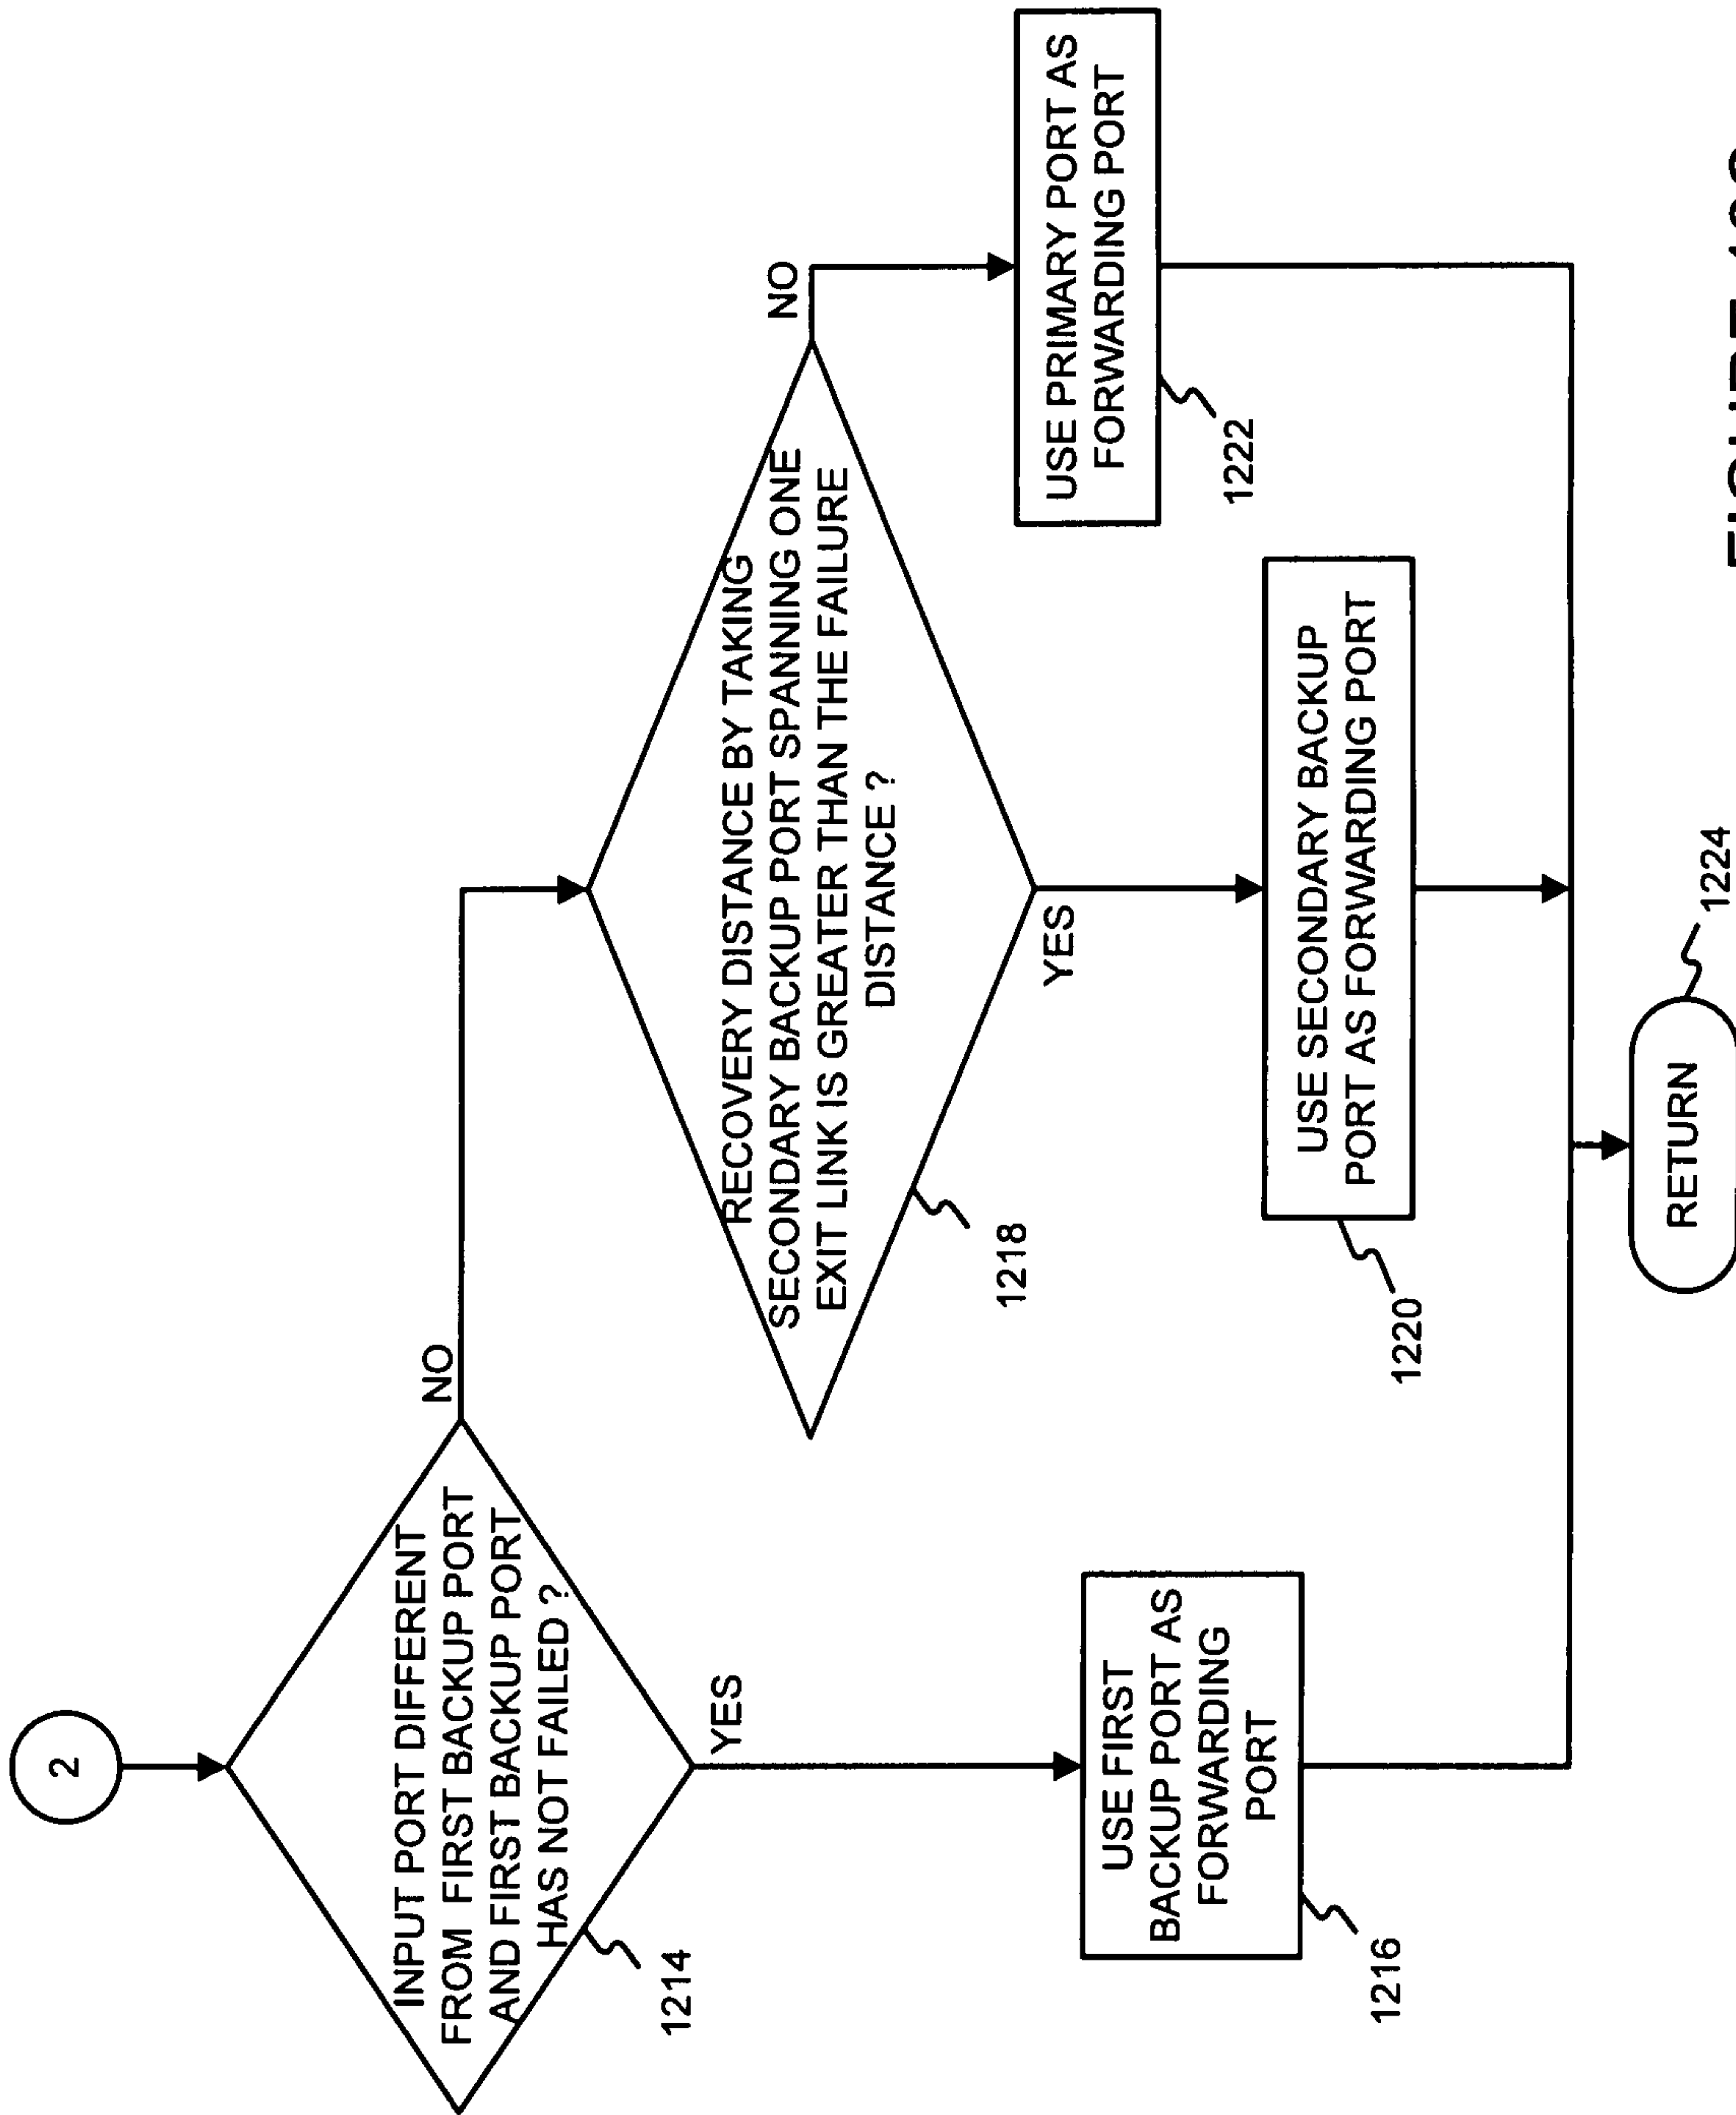 2
INPUT PORT DIFFERENT
FROM FIRST BACKUP PORT
AND FIRST BACKUP PORT
HAS NOT FAILED ?
1214
NO
YES
RECOVERY DISTANCE BY TAKING
SECONDARY BACKUP PORT SPANNING ONE
EXIT LINK IS GREATER THAN THE FAILURE
DISTANCE ?
1218
NO
YES
USE FIRST
BACKUP PORT AS
FORWARDING
PORT
1216
USE SECONDARY BACKUP
PORT AS FORWARDING PORT
1220
USE PRIMARY PORT AS
FORWARDING PORT
1222
RETURN
1224